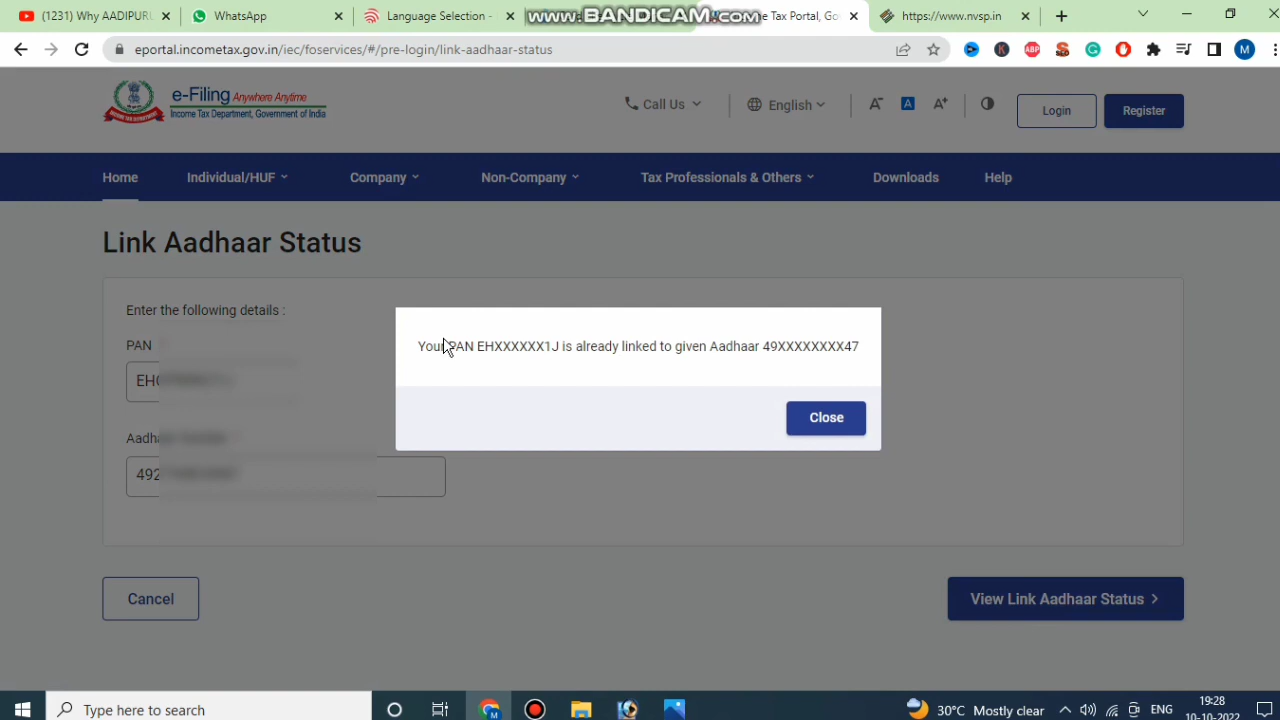 (1231) Why AADIPURU
WhatsApp
Language Selection -
www.BANDICAM.com
e Tax Portal, Go
https://www.nvsp.in
eportal.incometax.gov.in/iec/foservices/#/pre-login/link-aadhaar-status
K
ABP
M
e-Filing Anywhere Anytime
Income Tax Department, Government of India
Call Us
English
A-
A
A+
Login
Register
Home
Individual/HUF
Company
Non-Company
Tax Professionals & Others
Downloads
Help
Link Aadhaar Status
Enter the following details :
PAN
EH
Your PAN EHXXXXXX1J is already linked to given Aadhaar 49XXXXXXXX47
Close
492
Cancel
View Link Aadhaar Status
Type here to search
30°C Mostly clear
ENG
19:28
10-10-2022